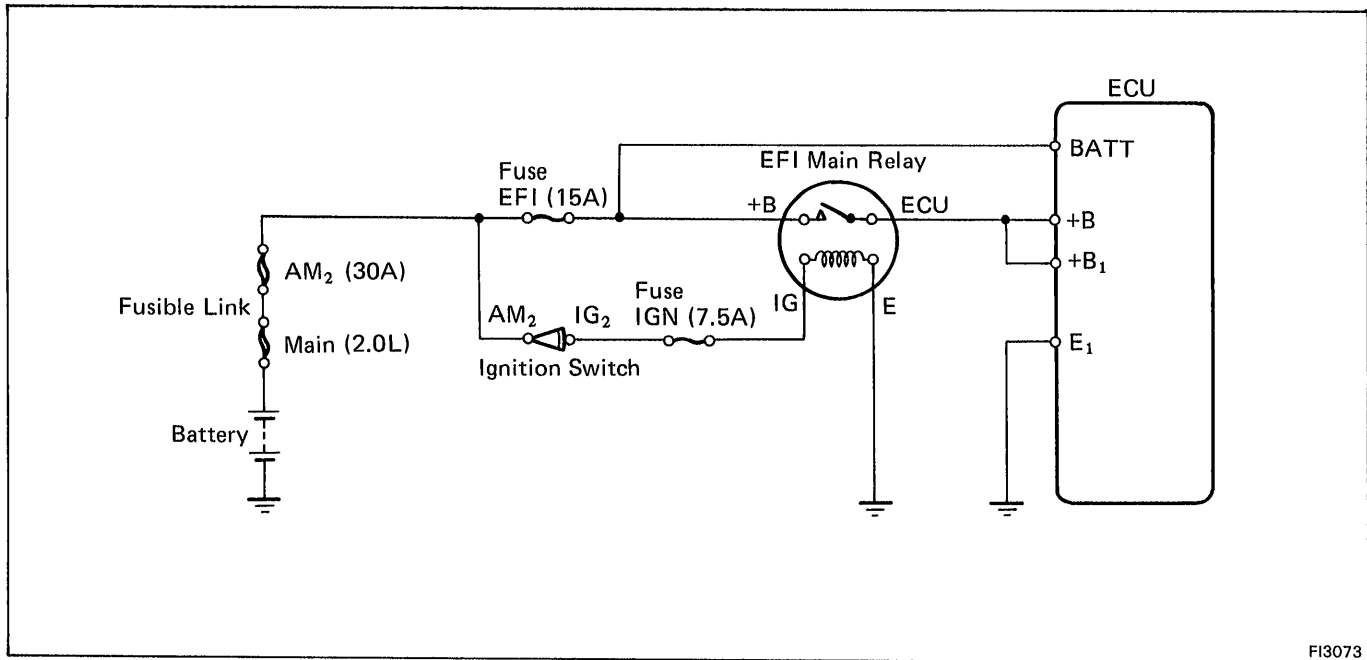 ECU
BATT
EFI Main Relay
Fuse
EFI (15A)
+B
ECU
+B
+B₁
AM₂ (30A)
Fusible Link
Main (2.0L)
Fuse
IGN (7.5A)
IG
E
AM₂
IG₂
Ignition Switch
E₁
Battery
FI3073